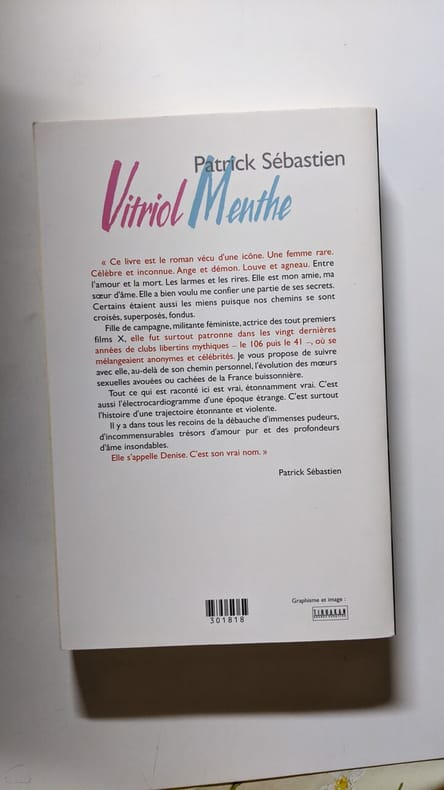 Patrick Sébastien
Vitriol Menthe
« Ce livre est le roman vécu d'une icône. Une femme rare.
Célèbre et inconnue. Ange et démon. Louve et agneau. Entre
l'amour et la mort. Les larmes et les rires. Elle est mon amie, ma
sœur d'âme. Elle a bien voulu me confier une partie de ses secrets.
Certains étaient aussi les miens puisque nos chemins se sont
croisés, superposés, fondus.
Fille de campagne, militante féministe, actrice des tout premiers
films X, elle fut surtout patronne dans les vingt dernières
années de clubs libertins mythiques – le 106 puis le 41 –, où se
mélangeaient anonymes et célébrités. Je vous propose de suivre
avec elle, au-delà de son chemin personnel, l'évolution des mœurs
sexuelles avouées ou cachées de la France buissonnière.
Tout ce qui est raconté ici est vrai, étonnamment vrai. C'est
aussi l'électrocardiogramme d'une époque étrange. C'est surtout
l'histoire d'une trajectoire étonnante et violente.
Il y a dans tous les recoins de la débauche d'immenses pudeurs,
d'incommensurables trésors d'amour pur et des profondeurs
d'âme insondables.
Elle s'appelle Denise. C'est son vrai nom. »
Patrick Sébastien
Graphisme et image :
301818